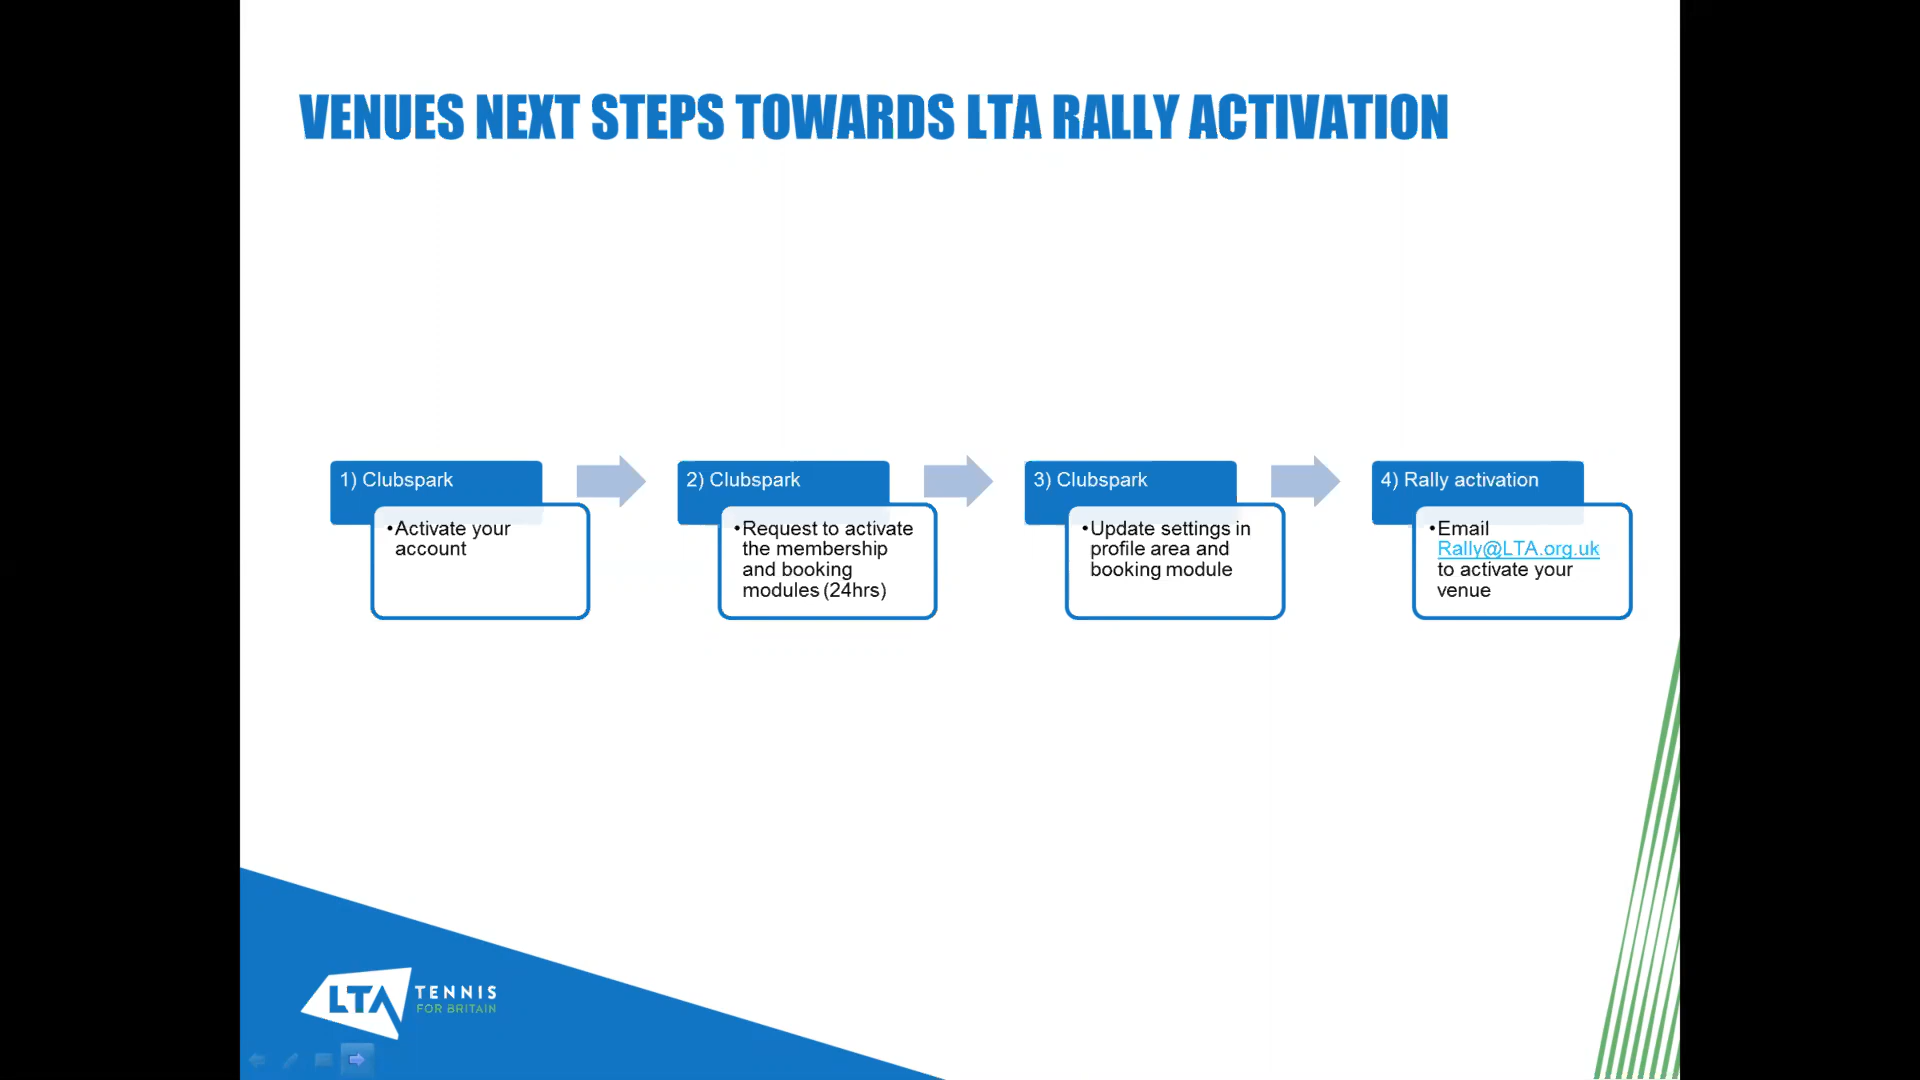 VENUES NEXT STEPS TOWARDS LTA RALLY ACTIVATION
1) Clubspark
•Activate your
account
2) Clubspark
•Request to activate
the membership
and booking
modules (24hrs)
3) Clubspark
•Update settings in
profile area and
booking module
4) Rally activation
•Email
Rally@LTA.org.uk
to activate your
venue
LTA
TENNIS
FOR BRITAIN